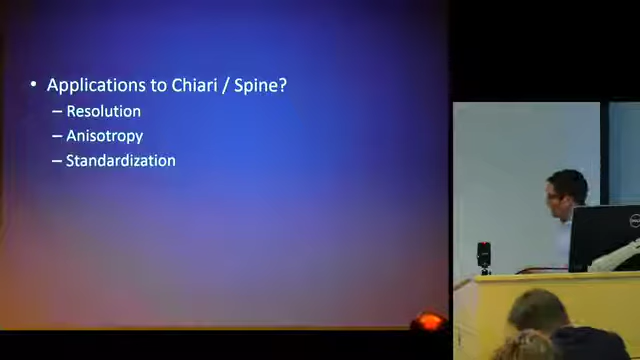 • Applications to Chiari / Spine?
– Resolution
– Anisotropy
– Standardization